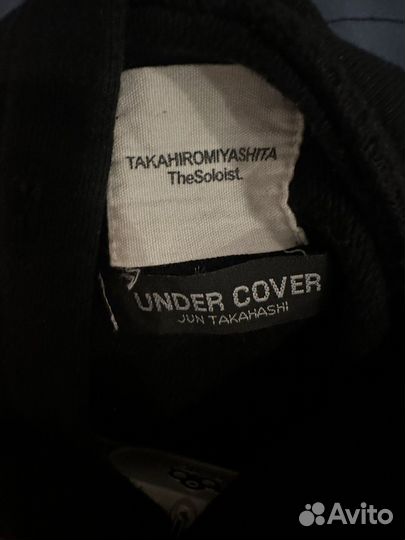 TAKAHIROMIYASHITA
TheSoloist.
UNDER COVER
JUN TAKAHASHI
Avito